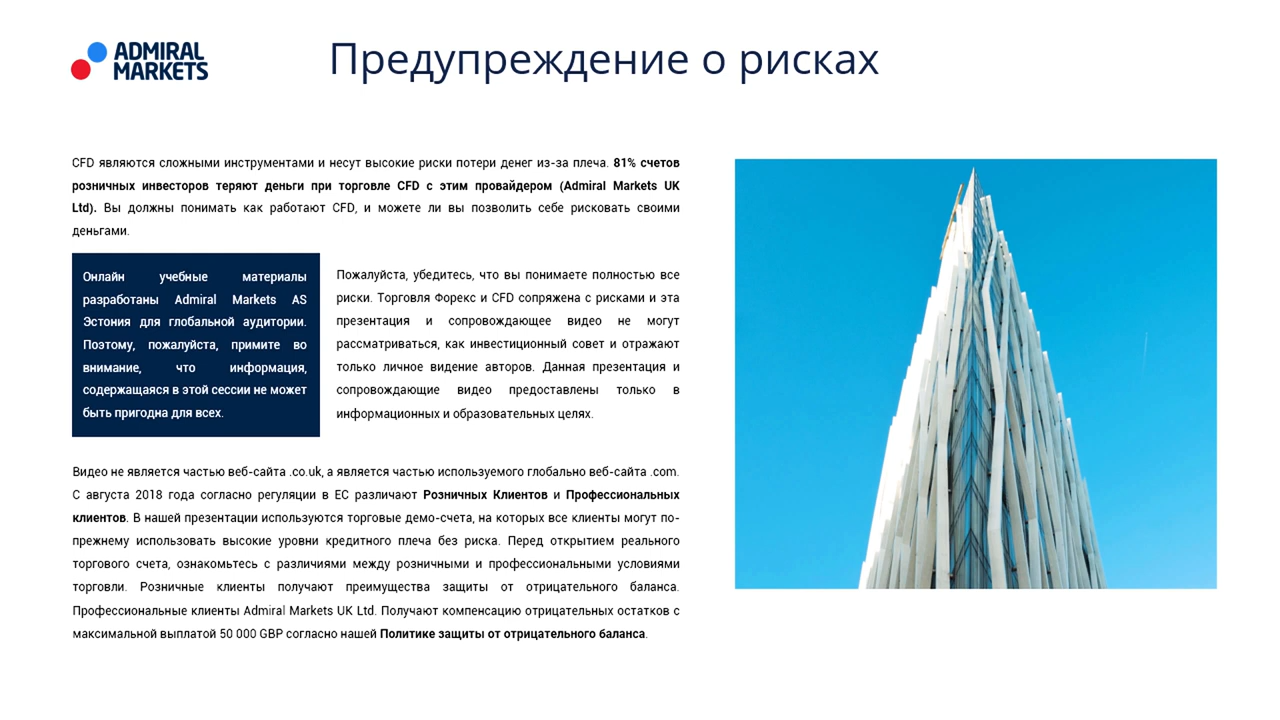 ADMIRAL
MARKETS
Предупреждение о рисках
CFD являются сложными инструментами и несут высокие риски потери денег из-за плеча. 81% счетов
розничных инвесторов теряют деньги при торговле CFD с этим провайдером (Admiral Markets UK
Ltd). Вы должны понимать как работают CFD, и можете ли вы позволить себе рисковать своими
деньгами.
Онлайн учебные материалы
разработаны Admiral Markets AS
Эстония для глобальной аудитории.
Поэтому, пожалуйста, примите во
внимание, что информация,
содержащаяся в этой сессии не может
быть пригодна для всех.
Пожалуйста, убедитесь, что вы понимаете полностью все
риски. Торговля Форекс и CFD сопряжена с рисками и эта
презентация и сопровождающее видео не могут
рассматриваться, как инвестиционный совет и отражают
только личное видение авторов. Данная презентация и
сопровождающие видео предоставлены только в
информационных и образовательных целях.
Видео не является частью веб-сайта .co.uk, а является частью используемого глобально веб-сайта .com.
С августа 2018 года согласно регуляции в ЕС различают Розничных Клиентов и Профессиональных
клиентов. В нашей презентации используются торговые демо-счета, на которых все клиенты могут по-
прежнему использовать высокие уровни кредитного плеча без риска. Перед открытием реального
торгового счета, ознакомьтесь с различиями между розничными и профессиональными условиями
торговли. Розничные клиенты получают преимущества защиты от отрицательного баланса.
Профессиональные клиенты Admiral Markets UK Ltd. Получают компенсацию отрицательных остатков с
максимальной выплатой 50 000 GBP согласно нашей Политике защиты от отрицательного баланса.